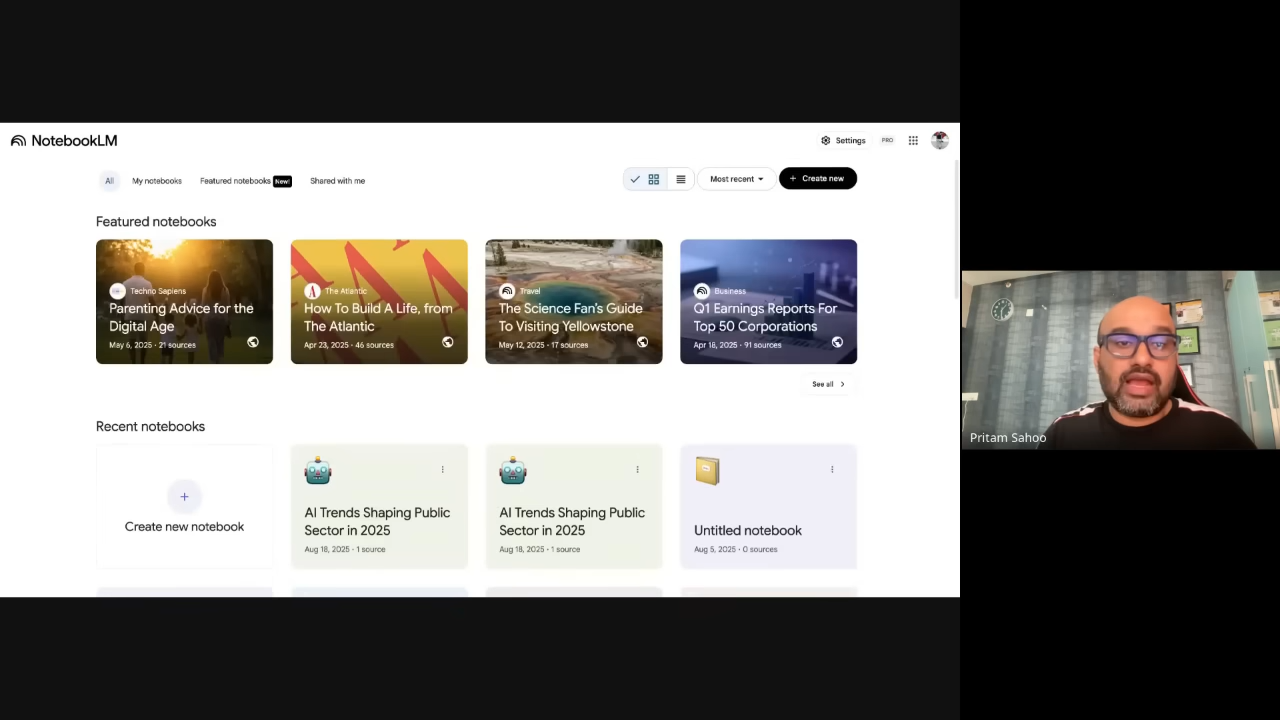 NotebookLM
Settings
PRO
All
My notebooks
Featured notebooks New!
Shared with me
Most recent
+ Create new
Featured notebooks
Techno Sapiens
Parenting Advice for the
Digital Age
May 6, 2025 · 21 sources
The Atlantic
How To Build A Life, from
The Atlantic
Apr 23, 2025 · 46 sources
Travel
The Science Fan's Guide
To Visiting Yellowstone
May 12, 2025 · 17 sources
Business
Q1 Earnings Reports For
Top 50 Corporations
Apr 18, 2025 · 91 sources
See all
Recent notebooks
+
Create new notebook
AI Trends Shaping Public
Sector in 2025
Aug 18, 2025 · 1 source
AI Trends Shaping Public
Sector in 2025
Aug 18, 2025 · 1 source
Untitled notebook
Aug 5, 2025 · 0 sources
Pritam Sahoo